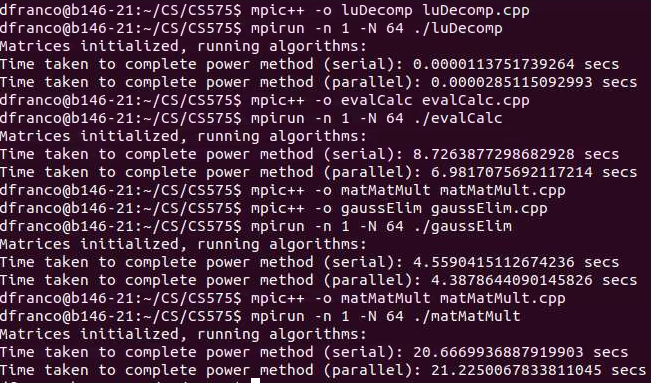 dfranco@b146-21:~/CS/CS575$ mpic++ -o luDecomp luDecomp.cpp
dfranco@b146-21:~/CS/CS575$ mpirun -n 1 -N 64 ./luDecomp
Matrices initialized, running algorithms:
Time taken to complete power method (serial): 0.0000113751739264 secs
Time taken to complete power method (parallel): 0.0000285115092993 secs
dfranco@b146-21:~/CS/CS575$ mpic++ -o evalCalc evalCalc.cpp
dfranco@b146-21:~/CS/CS575$ mpirun -n 1 -N 64 ./evalCalc
Matrices initialized, running algorithms:
Time taken to complete power method (serial): 8.7263877298682928 secs
Time taken to complete power method (parallel): 6.9817075692117214 secs
dfranco@b146-21:~/CS/CS575$ mpic++ -o matMatMult matMatMult.cpp
dfranco@b146-21:~/CS/CS575$ mpic++ -o gaussElim gaussElim.cpp
dfranco@b146-21:~/CS/CS575$ mpirun -n 1 -N 64 ./gaussElim
Matrices initialized, running algorithms:
Time taken to complete power method (serial): 4.5590415112674236 secs
Time taken to complete power method (parallel): 4.3878644090145826 secs
dfranco@b146-21:~/CS/CS575$ mpic++ -o matMatMult matMatMult.cpp
dfranco@b146-21:~/CS/CS575$ mpirun -n 1 -N 64 ./matMatMult
Matrices initialized, running algorithms:
Time taken to complete power method (serial): 20.6669936887919903 secs
Time taken to complete power method (parallel): 21.2250067833811045 secs
dfranco@b146-21:~/CS/CS575$